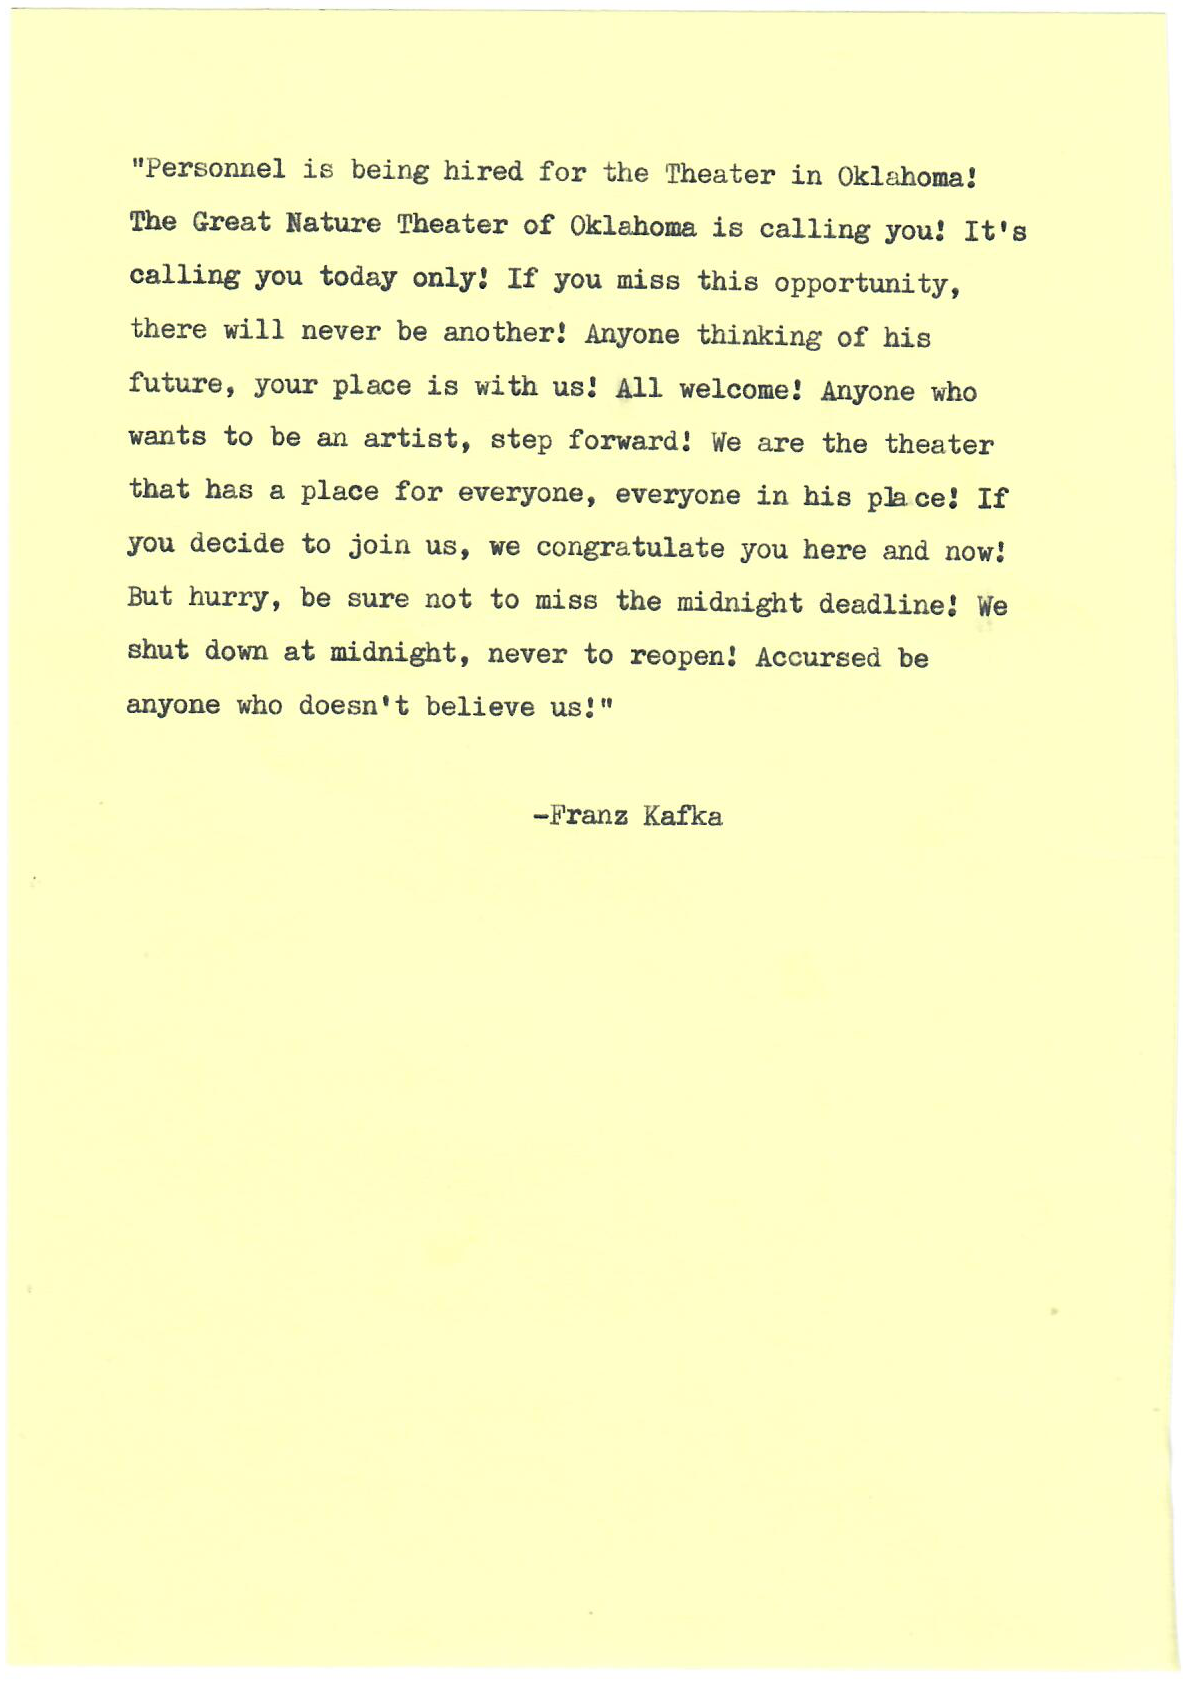 "Personnel is being hired for the Theater in Oklahoma!
The Great Nature Theater of Oklahoma is calling you! It's
calling you today only! If you miss this opportunity,
there will never be another! Anyone thinking of his
future, your place is with us! All welcome! Anyone who
wants to be an artist, step forward! We are the theater
that has a place for everyone, everyone in his place! If
you decide to join us, we congratulate you here and now!
But hurry, be sure not to miss the midnight deadline! We
shut down at midnight, never to reopen! Accursed be
anyone who doesn't believe us!"
-Franz Kafka